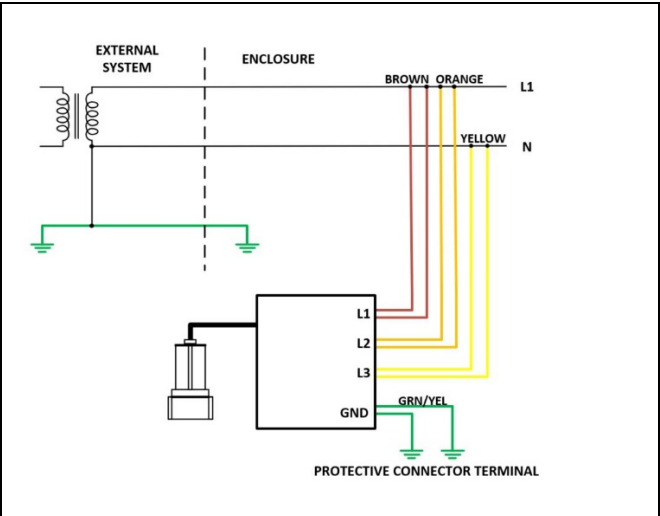 EXTERNAL
SYSTEM
ENCLOSURE
BROWN ORANGE
L1
YELLOW
N
L1
L2
L3
GND
GRN/YEL
PROTECTIVE CONNECTOR TERMINAL